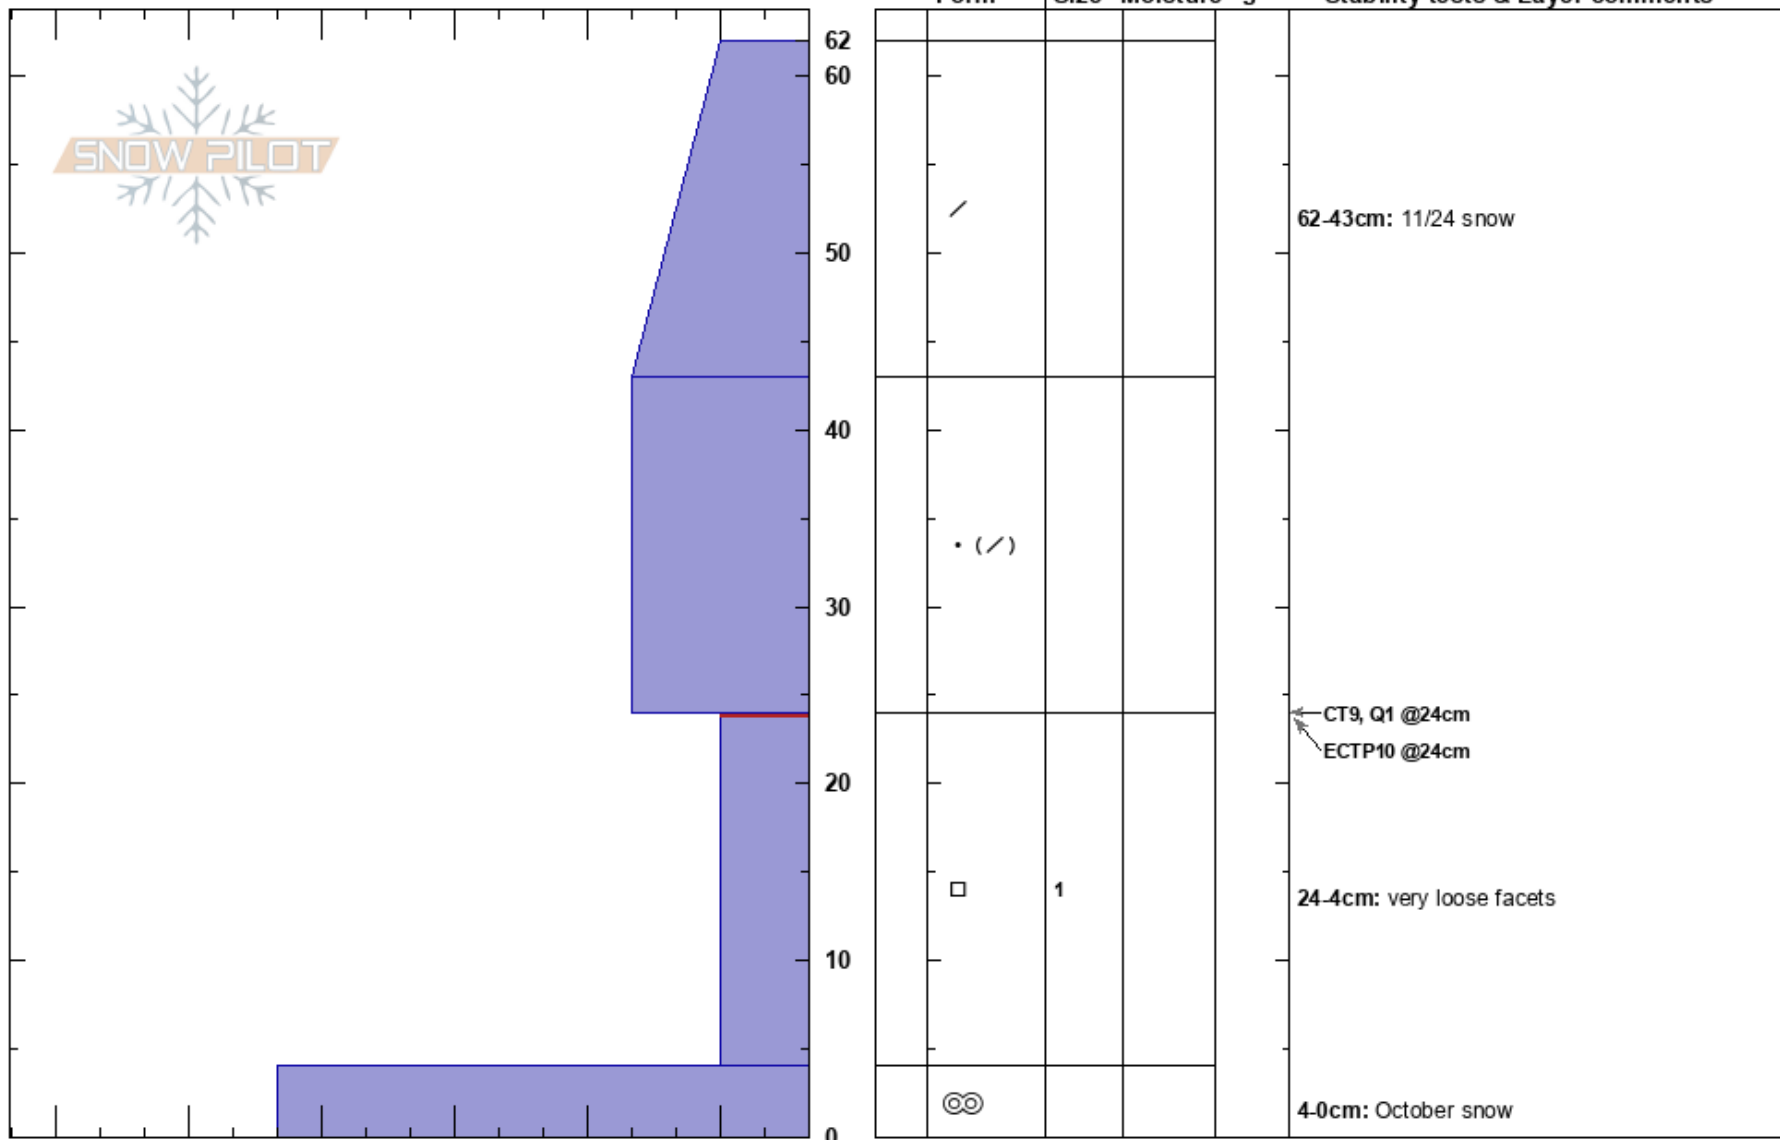 62
60
SNOW PILOT
62-43cm: 11/24 snow
50
40
30
CT9, Q1 @24cm
ECTP10 @24cm
20
1
24-4cm: very loose facets
10
4-0cm: October snow
0